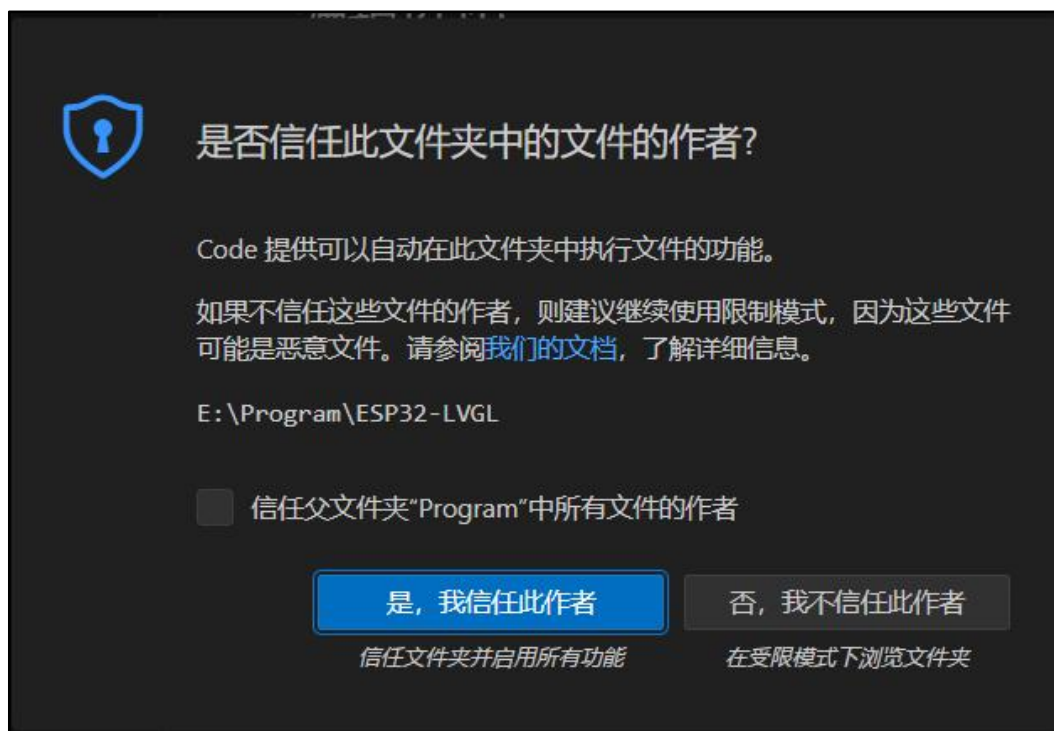 是否信任此文件夹中的文件的作者?
Code 提供可以自动在此文件夹中执行文件的功能。
如果不信任这些文件的作者，则建议继续使用限制模式，因为这些文件
可能是恶意文件。请参阅我们的文档，了解详细信息。
E:\Program\ESP32-LVGL
信任父文件夹"Program"中所有文件的作者
是，我信任此作者
否，我不信任此作者
信任文件夹并启用所有功能
在受限模式下浏览文件夹